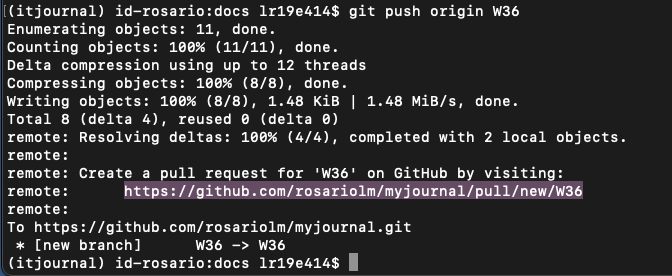 (itjournal) id-rosario:docs lr19e414$ git push origin W36
Enumerating objects: 11, done.
Counting objects: 100% (11/11), done.
Delta compression using up to 12 threads
Compressing objects: 100% (8/8), done.
Writing objects: 100% (8/8), 1.48 KiB | 1.48 MiB/s, done.
Total 8 (delta 4), reused 0 (delta 0)
remote: Resolving deltas: 100% (4/4), completed with 2 local objects.
remote:
remote: Create a pull request for 'W36' on GitHub by visiting:
remote:      https://github.com/rosariolm/myjournal/pull/new/W36
remote:
To https://github.com/rosariolm/myjournal.git
 * [new branch]      W36 -> W36
(itjournal) id-rosario:docs lr19e414$